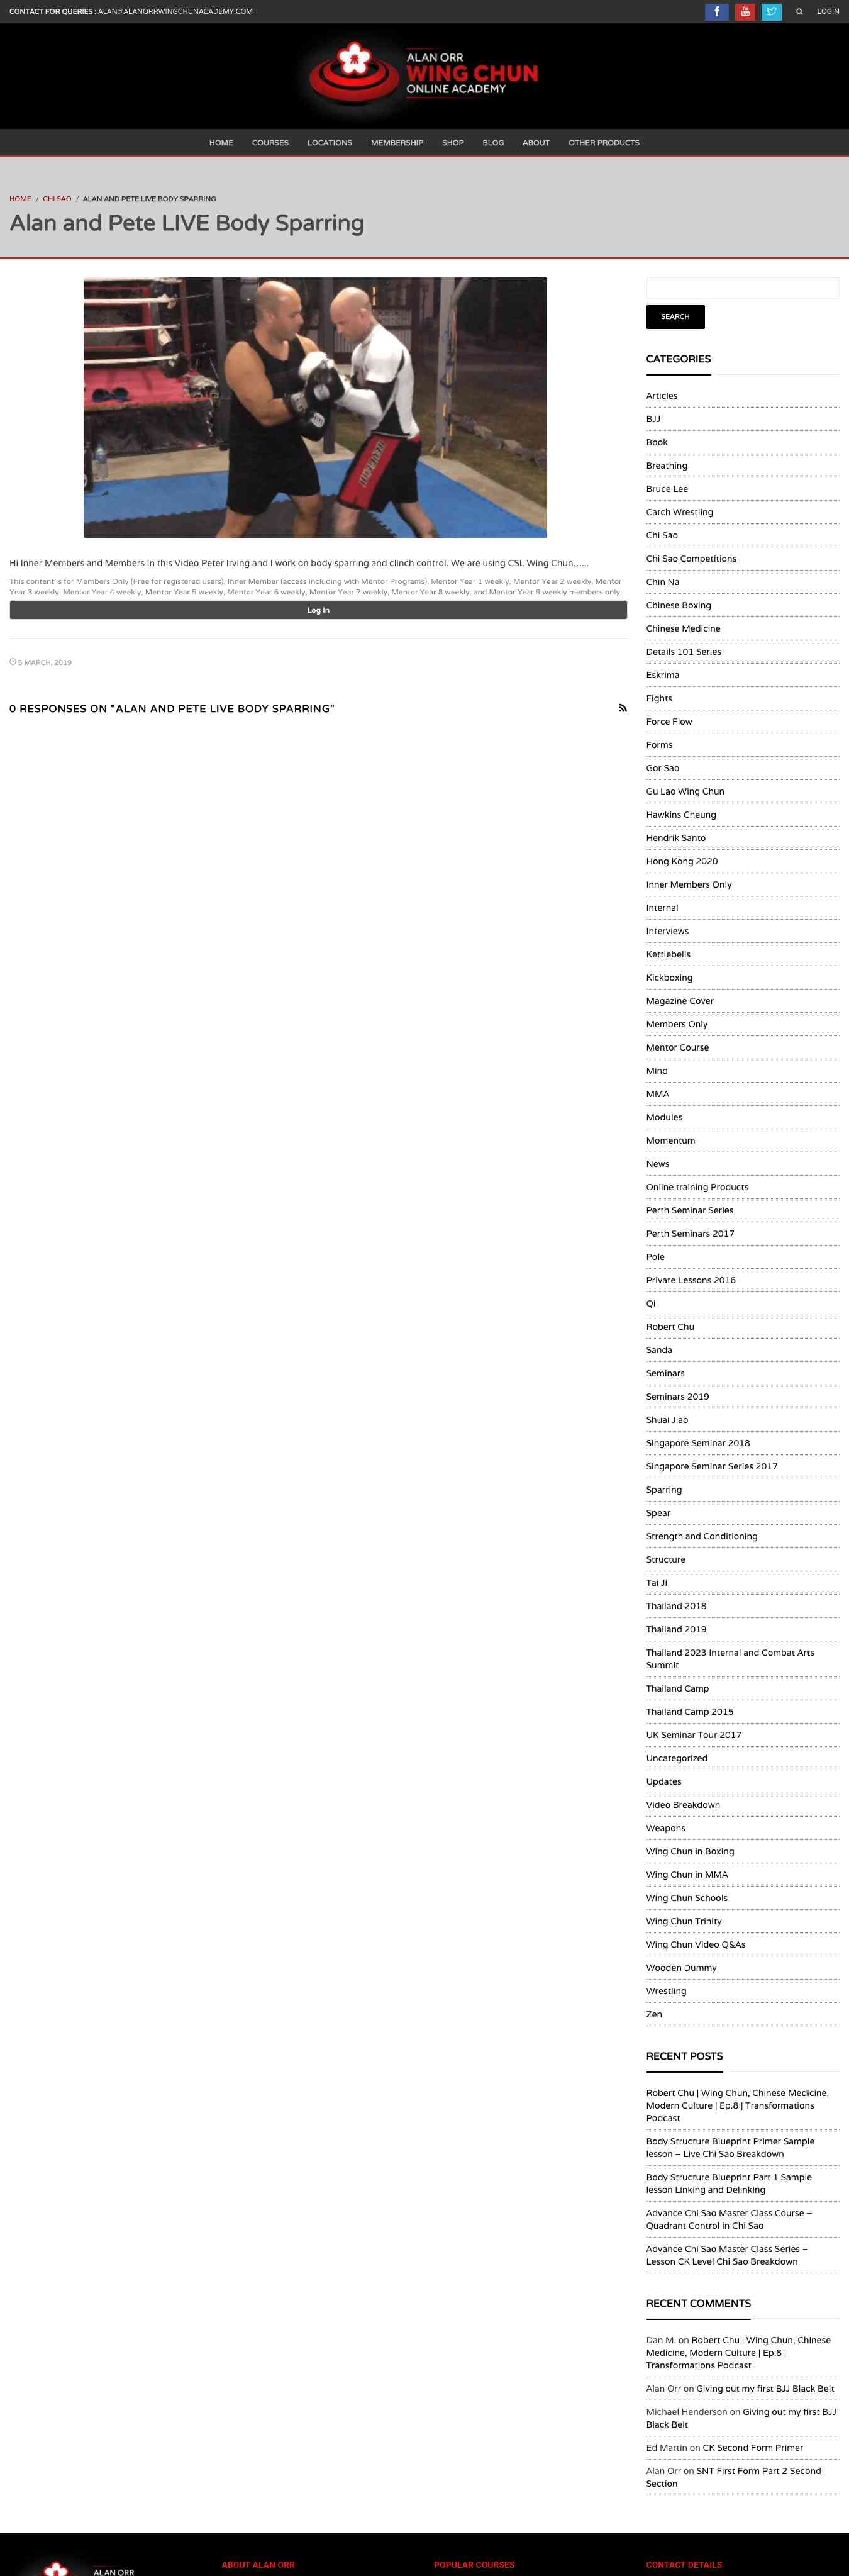 CONTACT FOR QUERIES : ALAN@ALANORRWINGCHUNACADEMY.COM
LOGIN
ALAN ORR
WING CHUN
ONLINE ACADEMY
HOME COURSES LOCATIONS MEMBERSHIP SHOP BLOG ABOUT OTHER PRODUCTS
HOME / CHI SAO / ALAN AND PETE LIVE BODY SPARRING
Alan and Pete LIVE Body Sparring
Hi Inner Members and Members In this Video Peter Irving and I work on body sparring and clinch control. We are using CSL Wing Chun…...
This content is for Members Only (Free for registered users), Inner Member (access including with Mentor Programs), Mentor Year 1 weekly, Mentor Year 2 weekly, Mentor
Year 3 weekly, Mentor Year 4 weekly, Mentor Year 5 weekly, Mentor Year 6 weekly, Mentor Year 7 weekly, Mentor Year 8 weekly, and Mentor Year 9 weekly members only.
Log In
5 MARCH, 2019
0 RESPONSES ON "ALAN AND PETE LIVE BODY SPARRING"
SEARCH
CATEGORIES
Articles
BJJ
Book
Breathing
Bruce Lee
Catch Wrestling
Chi Sao
Chi Sao Competitions
Chin Na
Chinese Boxing
Chinese Medicine
Details 101 Series
Eskrima
Fights
Force Flow
Forms
Gor Sao
Gu Lao Wing Chun
Hawkins Cheung
Hendrik Santo
Hong Kong 2020
Inner Members Only
Internal
Interviews
Kettlebells
Kickboxing
Magazine Cover
Members Only
Mentor Course
Mind
MMA
Modules
Momentum
News
Online training Products
Perth Seminar Series
Perth Seminars 2017
Pole
Private Lessons 2016
Qi
Robert Chu
Sanda
Seminars
Seminars 2019
Shuai Jiao
Singapore Seminar 2018
Singapore Seminar Series 2017
Sparring
Spear
Strength and Conditioning
Structure
Tai Ji
Thailand 2018
Thailand 2019
Thailand 2023 Internal and Combat Arts
Summit
Thailand Camp
Thailand Camp 2015
UK Seminar Tour 2017
Uncategorized
Updates
Video Breakdown
Weapons
Wing Chun in Boxing
Wing Chun in MMA
Wing Chun Schools
Wing Chun Trinity
Wing Chun Video Q&As
Wooden Dummy
Wrestling
Zen
RECENT POSTS
Robert Chu | Wing Chun, Chinese Medicine,
Modern Culture | Ep.8 | Transformations
Podcast
Body Structure Blueprint Primer Sample
lesson – Live Chi Sao Breakdown
Body Structure Blueprint Part 1 Sample
lesson Linking and Delinking
Advance Chi Sao Master Class Course –
Quadrant Control in Chi Sao
Advance Chi Sao Master Class Series –
Lesson CK Level Chi Sao Breakdown
RECENT COMMENTS
Dan M. on Robert Chu | Wing Chun, Chinese
Medicine, Modern Culture | Ep.8 |
Transformations Podcast
Alan Orr on Giving out my first BJJ Black Belt
Michael Henderson on Giving out my first BJJ
Black Belt
Ed Martin on CK Second Form Primer
Alan Orr on SNT First Form Part 2 Second
Section
ALAN ORR
ABOUT ALAN ORR
POPULAR COURSES
CONTACT DETAILS